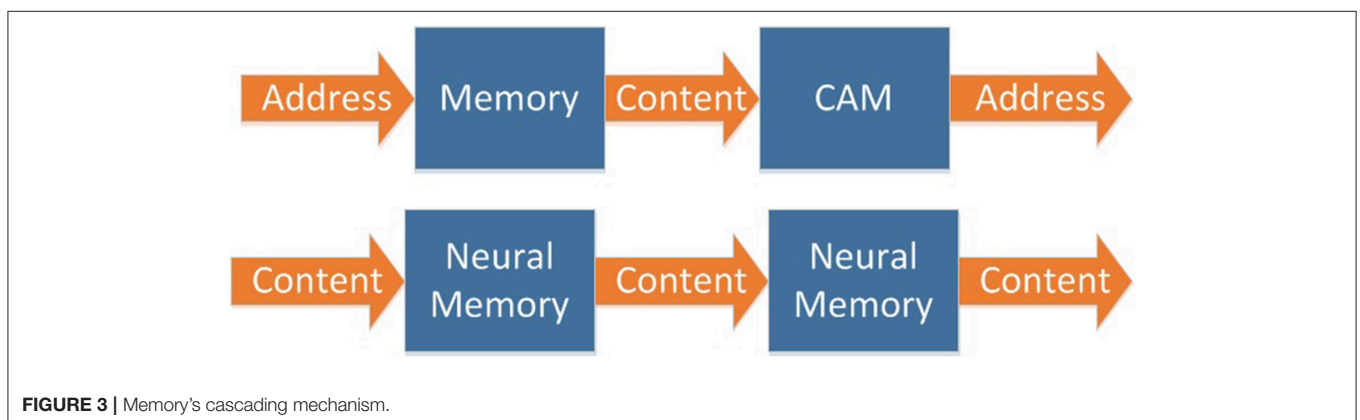 Address Memory Content CAM Address
Content Neural Memory Content Neural Memory Content
FIGURE 3 | Memory's cascading mechanism.